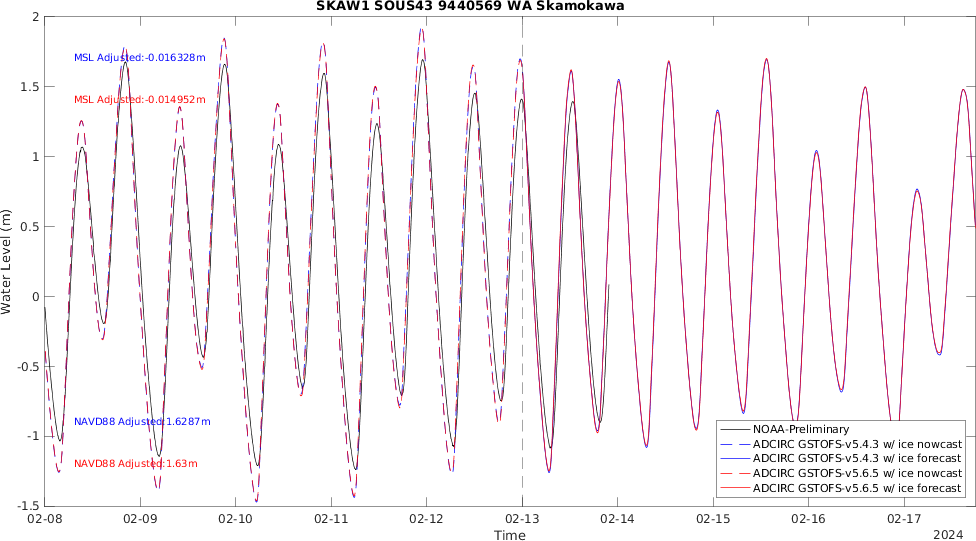 SKAW1 SOUS43 9440569 WA Skamokawa
2
1.5
1
0.5
0
-0.5
-1
-1.5
Water Level (m)
MSL Adjusted:-0.016328m
MSL Adjusted:-0.014952m
NAVD88 Adjusted:1.6287m
NAVD88 Adjusted:1.63m
NOAA-Preliminary
ADCIRC GSTOFS-v5.4.3 w/ ice nowcast
ADCIRC GSTOFS-v5.4.3 w/ ice forecast
ADCIRC GSTOFS-v5.6.5 w/ ice nowcast
ADCIRC GSTOFS-v5.6.5 w/ ice forecast
02-08 02-09 02-10 02-11 02-12 02-13 02-14 02-15 02-16 02-17
Time
2024